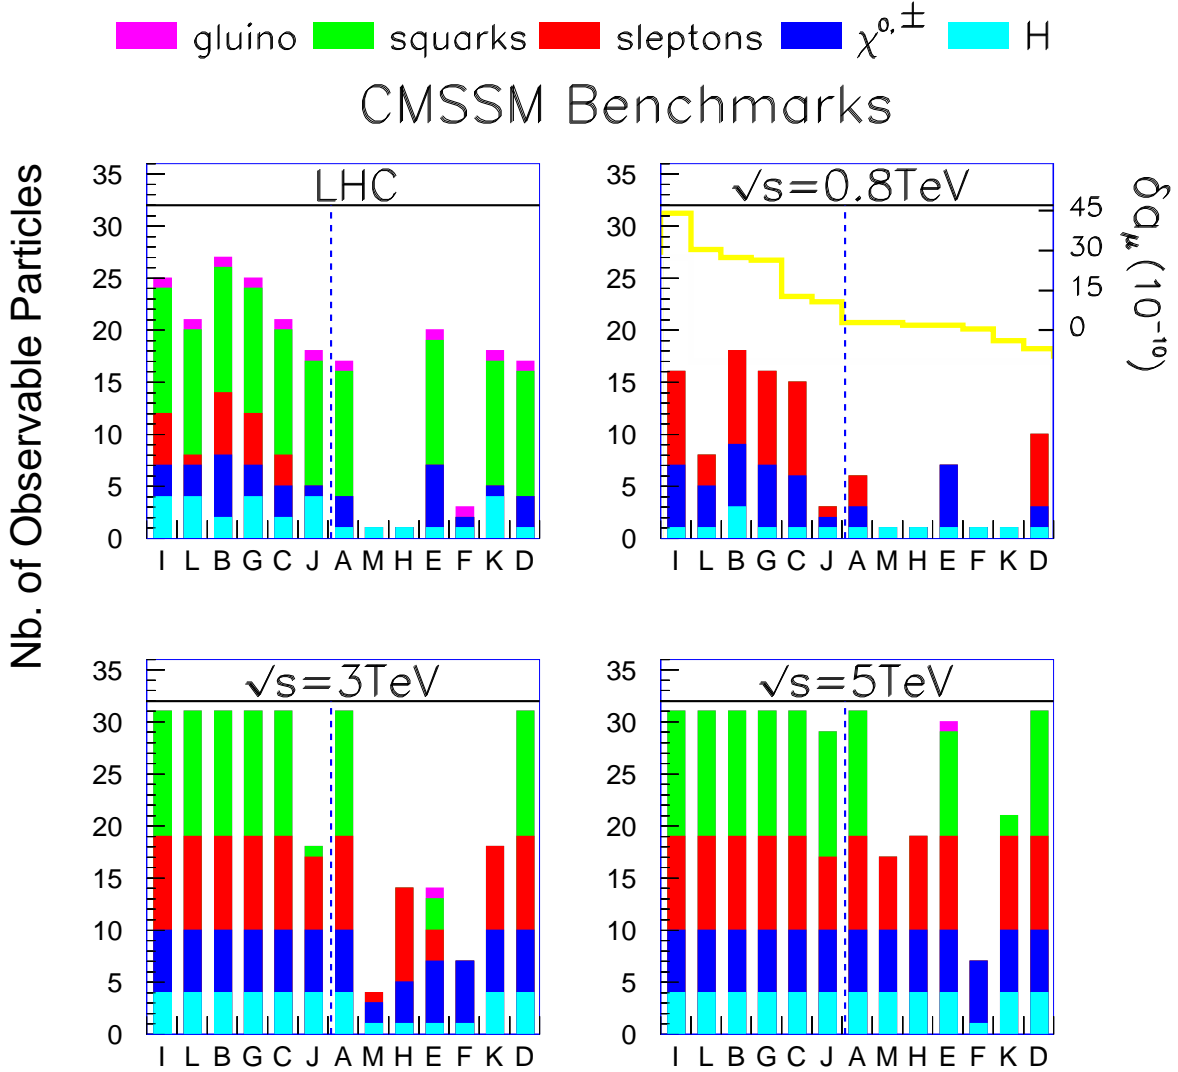 gluino squarks sleptons χ⁰,± H
CMSSM Benchmarks
Nb. of Observable Particles
LHC
35
30
25
20
15
10
5
0
I L B G C J A M H E F K D
√s=0.8TeV
35
30
25
20
15
10
5
0
I L B G C J A M H E F K D
45
30
15
0
δaμ (10⁻¹⁰)
√s=3TeV
30
25
20
15
10
5
0
I L B G C J A M H E F K D
√s=5TeV
30
25
20
15
10
5
0
I L B G C J A M H E F K D